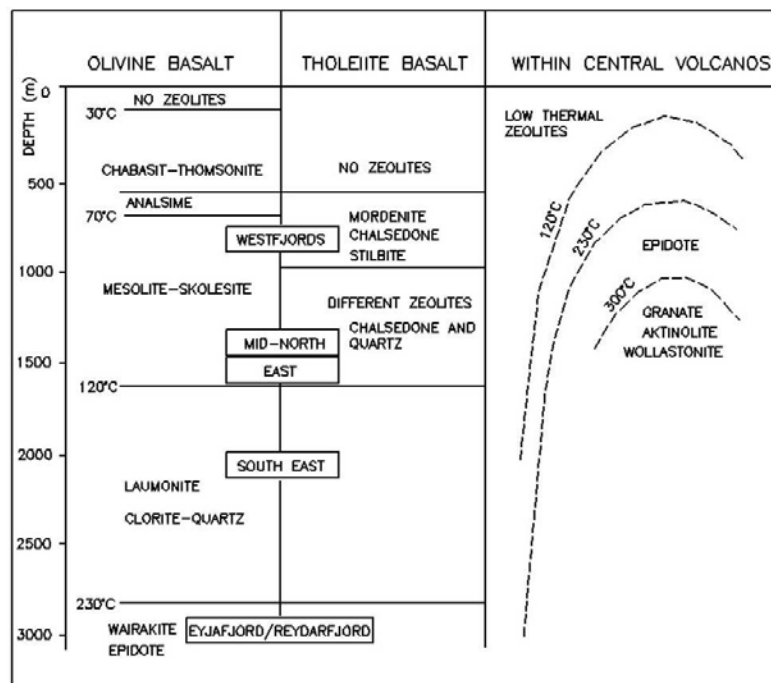 OLIVINE BASALT
THOLEIITE BASALT
WITHIN CENTRAL VOLCANOS
DEPTH (m)
0
500
1000
1500
2000
2500
3000
NO ZEOLITES
30°C
CHABASIT-THOMSONITE
ANALSIME
70°C
WESTFJORDS
MESOLITE-SKOLESITE
MID-NORTH
EAST
120°C
SOUTH EAST
LAUMONITE
CLORITE-QUARTZ
230°C
WAIRAKITE
EPIDOTE
EYJAFJORD/REYDARFJORD
NO ZEOLITES
MORDENITE
CHALSEDONE
STILBITE
DIFFERENT ZEOLITES
CHALSEDONE AND
QUARTZ
LOW THERMAL
ZEOLITES
120°C
230°C
EPIDOTE
300°C
GRANATE
AKTINOLITE
WOLLASTONITE